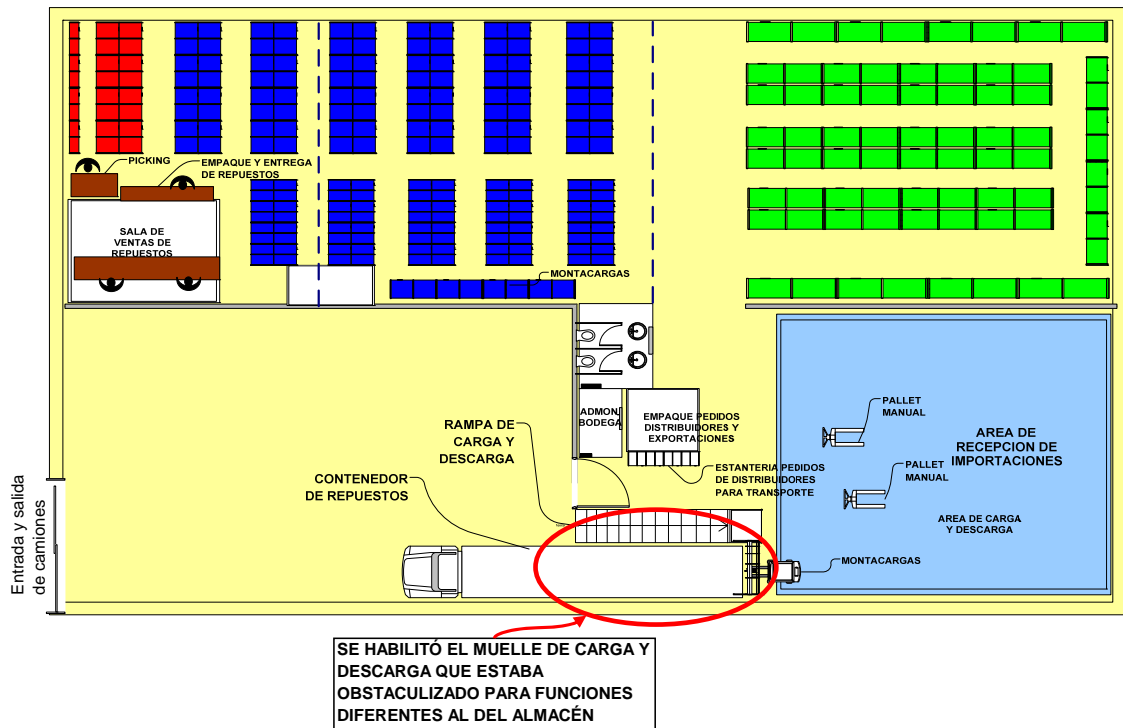 PICKING
EMPAQUE Y ENTREGA
DE REPUESTOS
SALA DE
VENTAS DE
REPUESTOS
MONTACARGAS
ADMON
BODEGA
EMPAQUE PEDIDOS
DISTRIBUIDORES Y
EXPORTACIONES
RAMPA DE
CARGA Y
DESCARGA
ESTANTERIA PEDIDOS
DE DISTRIBUIDORES
PARA TRANSPORTE
CONTENEDOR
DE REPUESTOS
PALLET
MANUAL
AREA DE
RECEPCION DE
IMPORTACIONES
PALLET
MANUAL
AREA DE CARGA
Y DESCARGA
MONTACARGAS
Entrada y salida
de camiones
SE HABILITÓ EL MUELLE DE CARGA Y
DESCARGA QUE ESTABA
OBSTACULIZADO PARA FUNCIONES
DIFERENTES AL DEL ALMACÉN